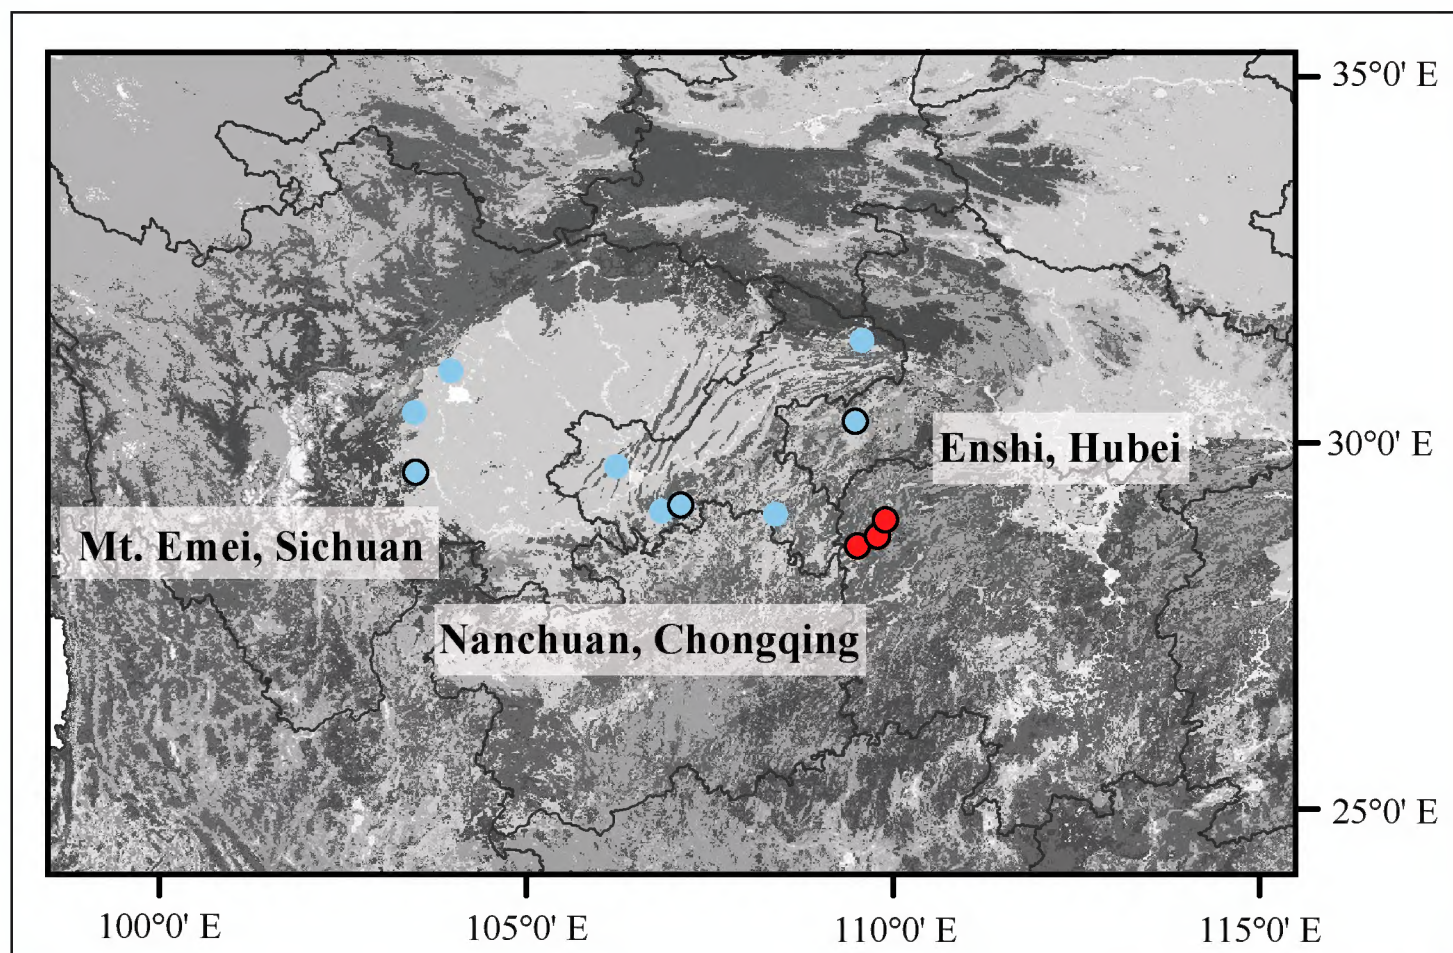 35°0' E
Enshi, Hubei
30°0' E
Mt. Emei, Sichuan
Nanchuan, Chongqing
25°0' E
100°0' E
105°0' E
110°0' E
115°0' E